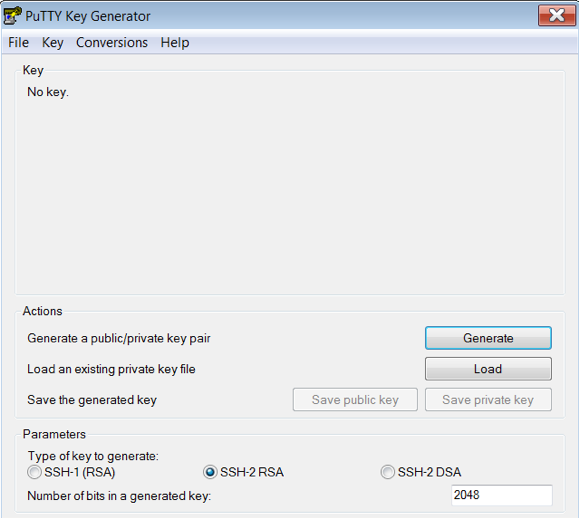 PuTTY Key Generator
File Key Conversions Help
Key
No key.
Actions
Generate a public/private key pair
Generate
Load an existing private key file
Load
Save the generated key
Save public key
Save private key
Parameters
Type of key to generate:
SSH-1 (RSA)
SSH-2 RSA
SSH-2 DSA
Number of bits in a generated key:
2048